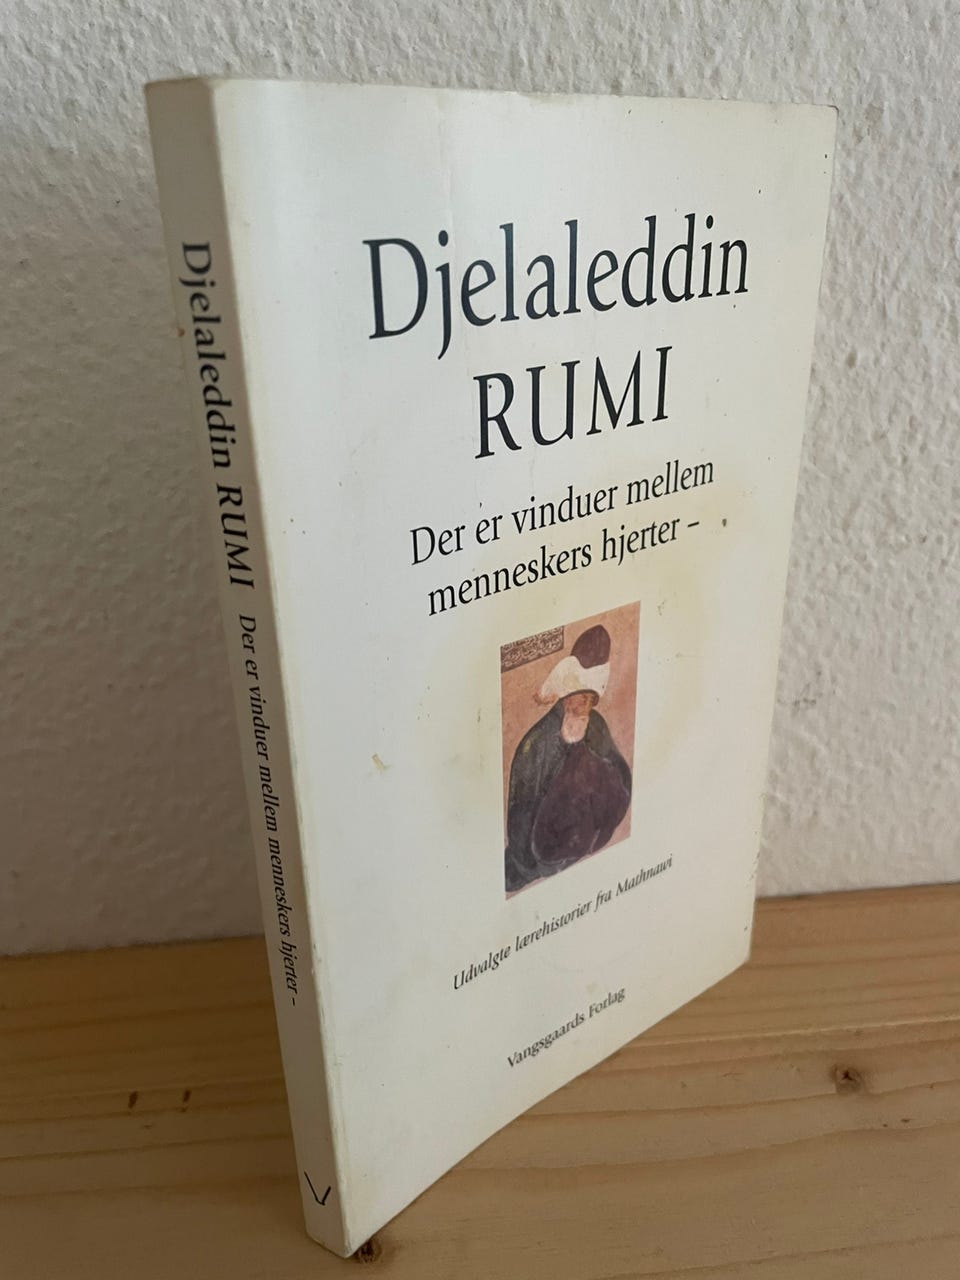 Djelaleddin RUMI Der er vinduer mellem menneskers hjerter –
Djelaleddin
RUMI
Der er vinduer mellem
menneskers hjerter –
Udvalgte lærehistorier fra Mathnawi
Vangsgaards Forlag
V